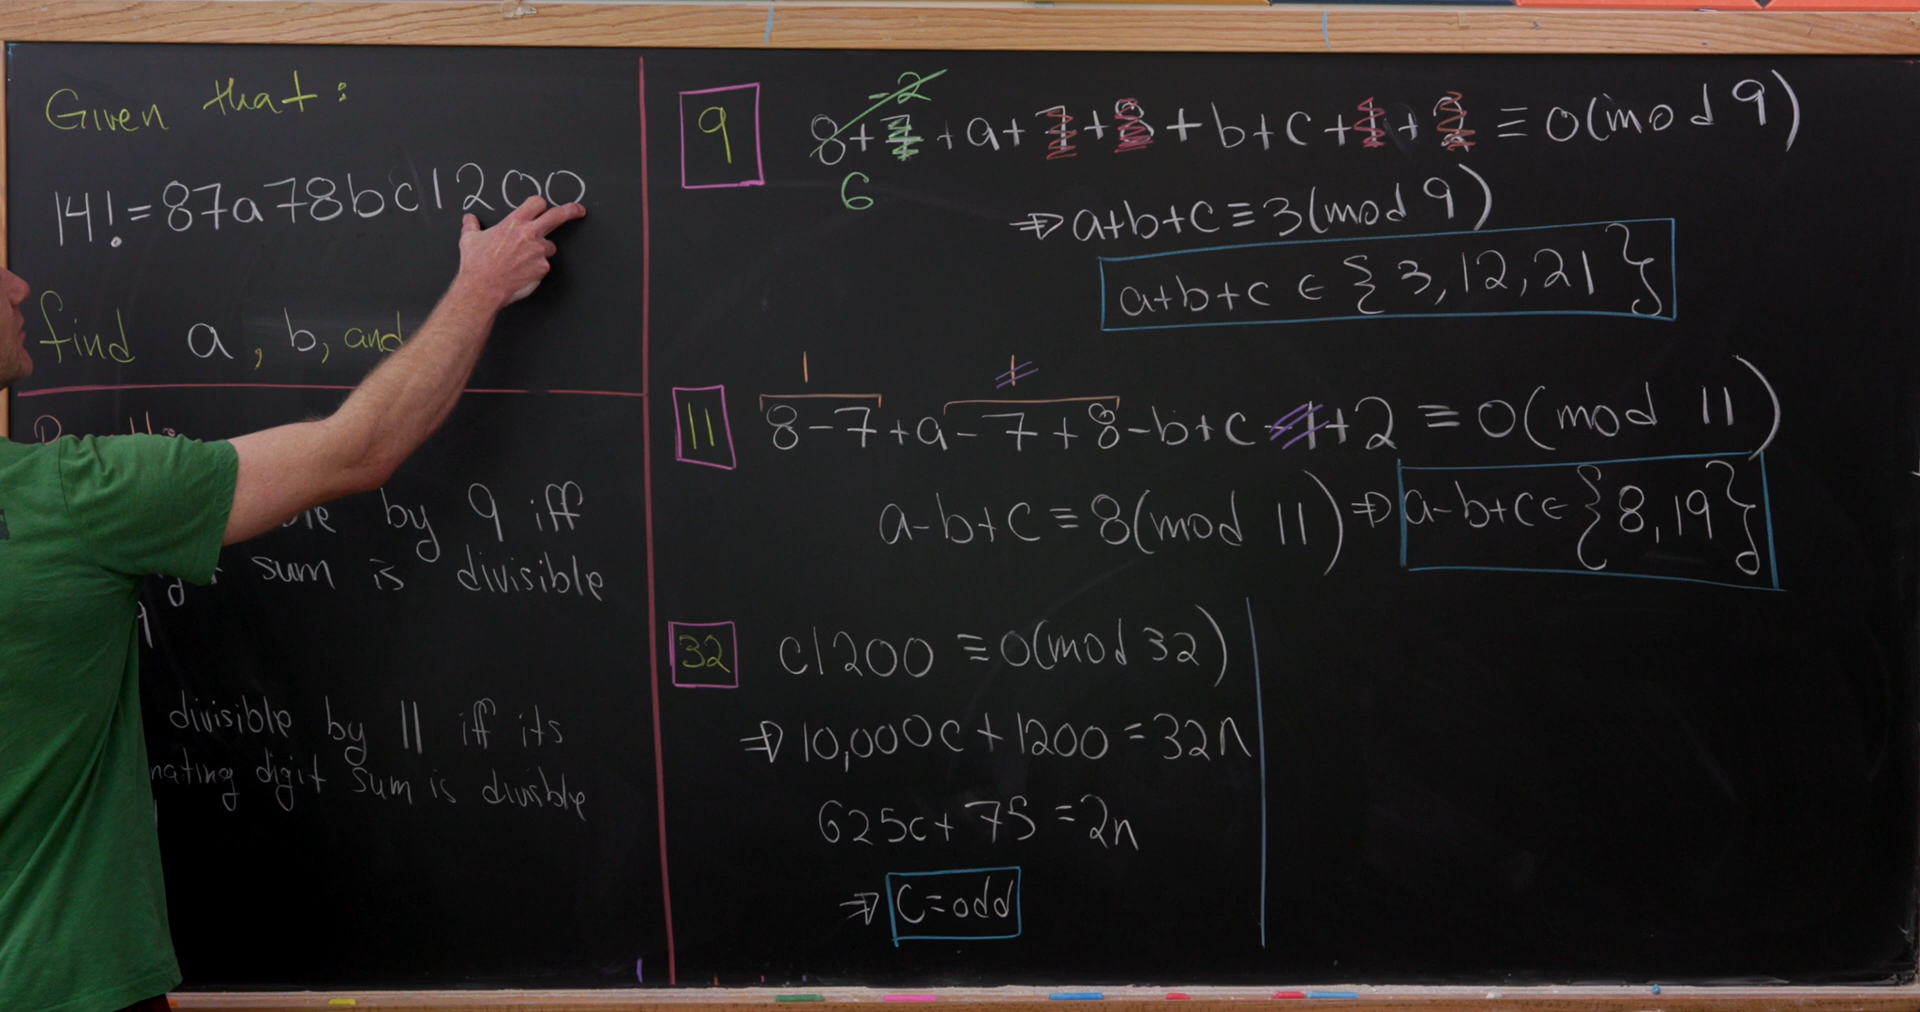 Given that:
14! = 87a78bc1200
find a, b, and
by 9 iff
sum is divisible
divisible by 11 iff its
digit sum is divisible
9
-2
8+7+a+7+8+b+c+1+2 ≡ 0(mod 9)
6
⇒ a+b+c ≡ 3(mod 9)
a+b+c ∈ {3,12,21}
11
1 1
8-7+a-7+8-b+c-1+2 ≡ 0(mod 11)
a-b+c ≡ 8(mod 11) ⇒ a-b+c ∈ {8,19}
32 c1200 ≡ 0(mod 32)
⇒ 10,000c+1200 = 32n
625c+75 = 2n
⇒ c=odd